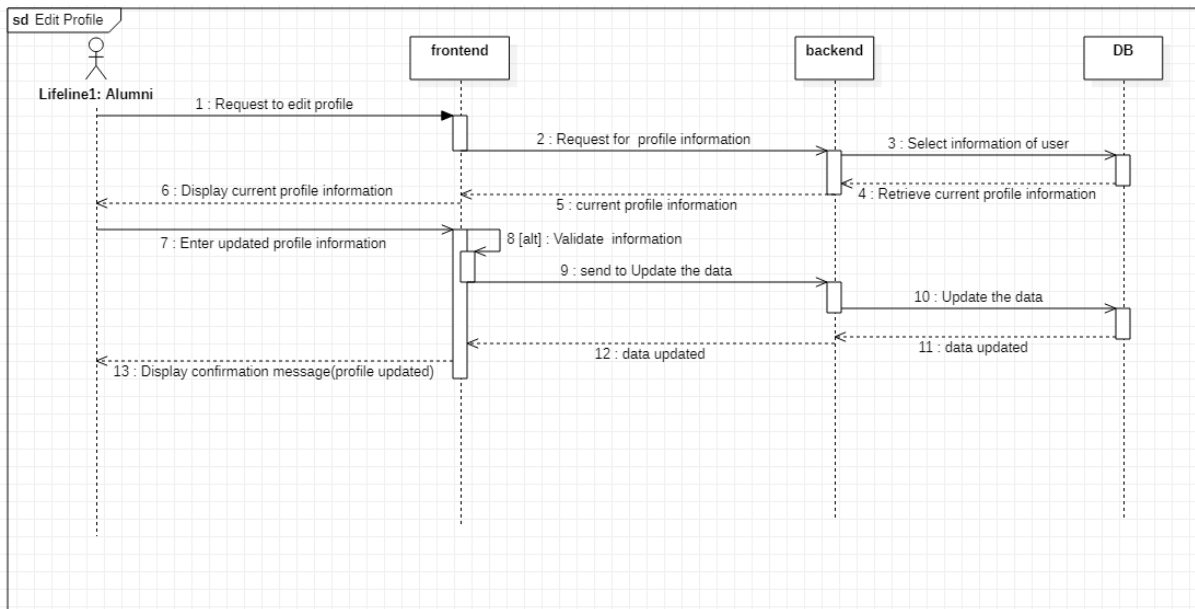 sd Edit Profile
frontend
backend
DB
Lifeline1: Alumni
1 : Request to edit profile
2 : Request for profile information
3 : Select information of user
4 : Retrieve current profile information
5 : current profile information
6 : Display current profile information
7 : Enter updated profile information
8 [alt] : Validate information
9 : send to Update the data
10 : Update the data
11 : data updated
12 : data updated
13 : Display confirmation message(profile updated)